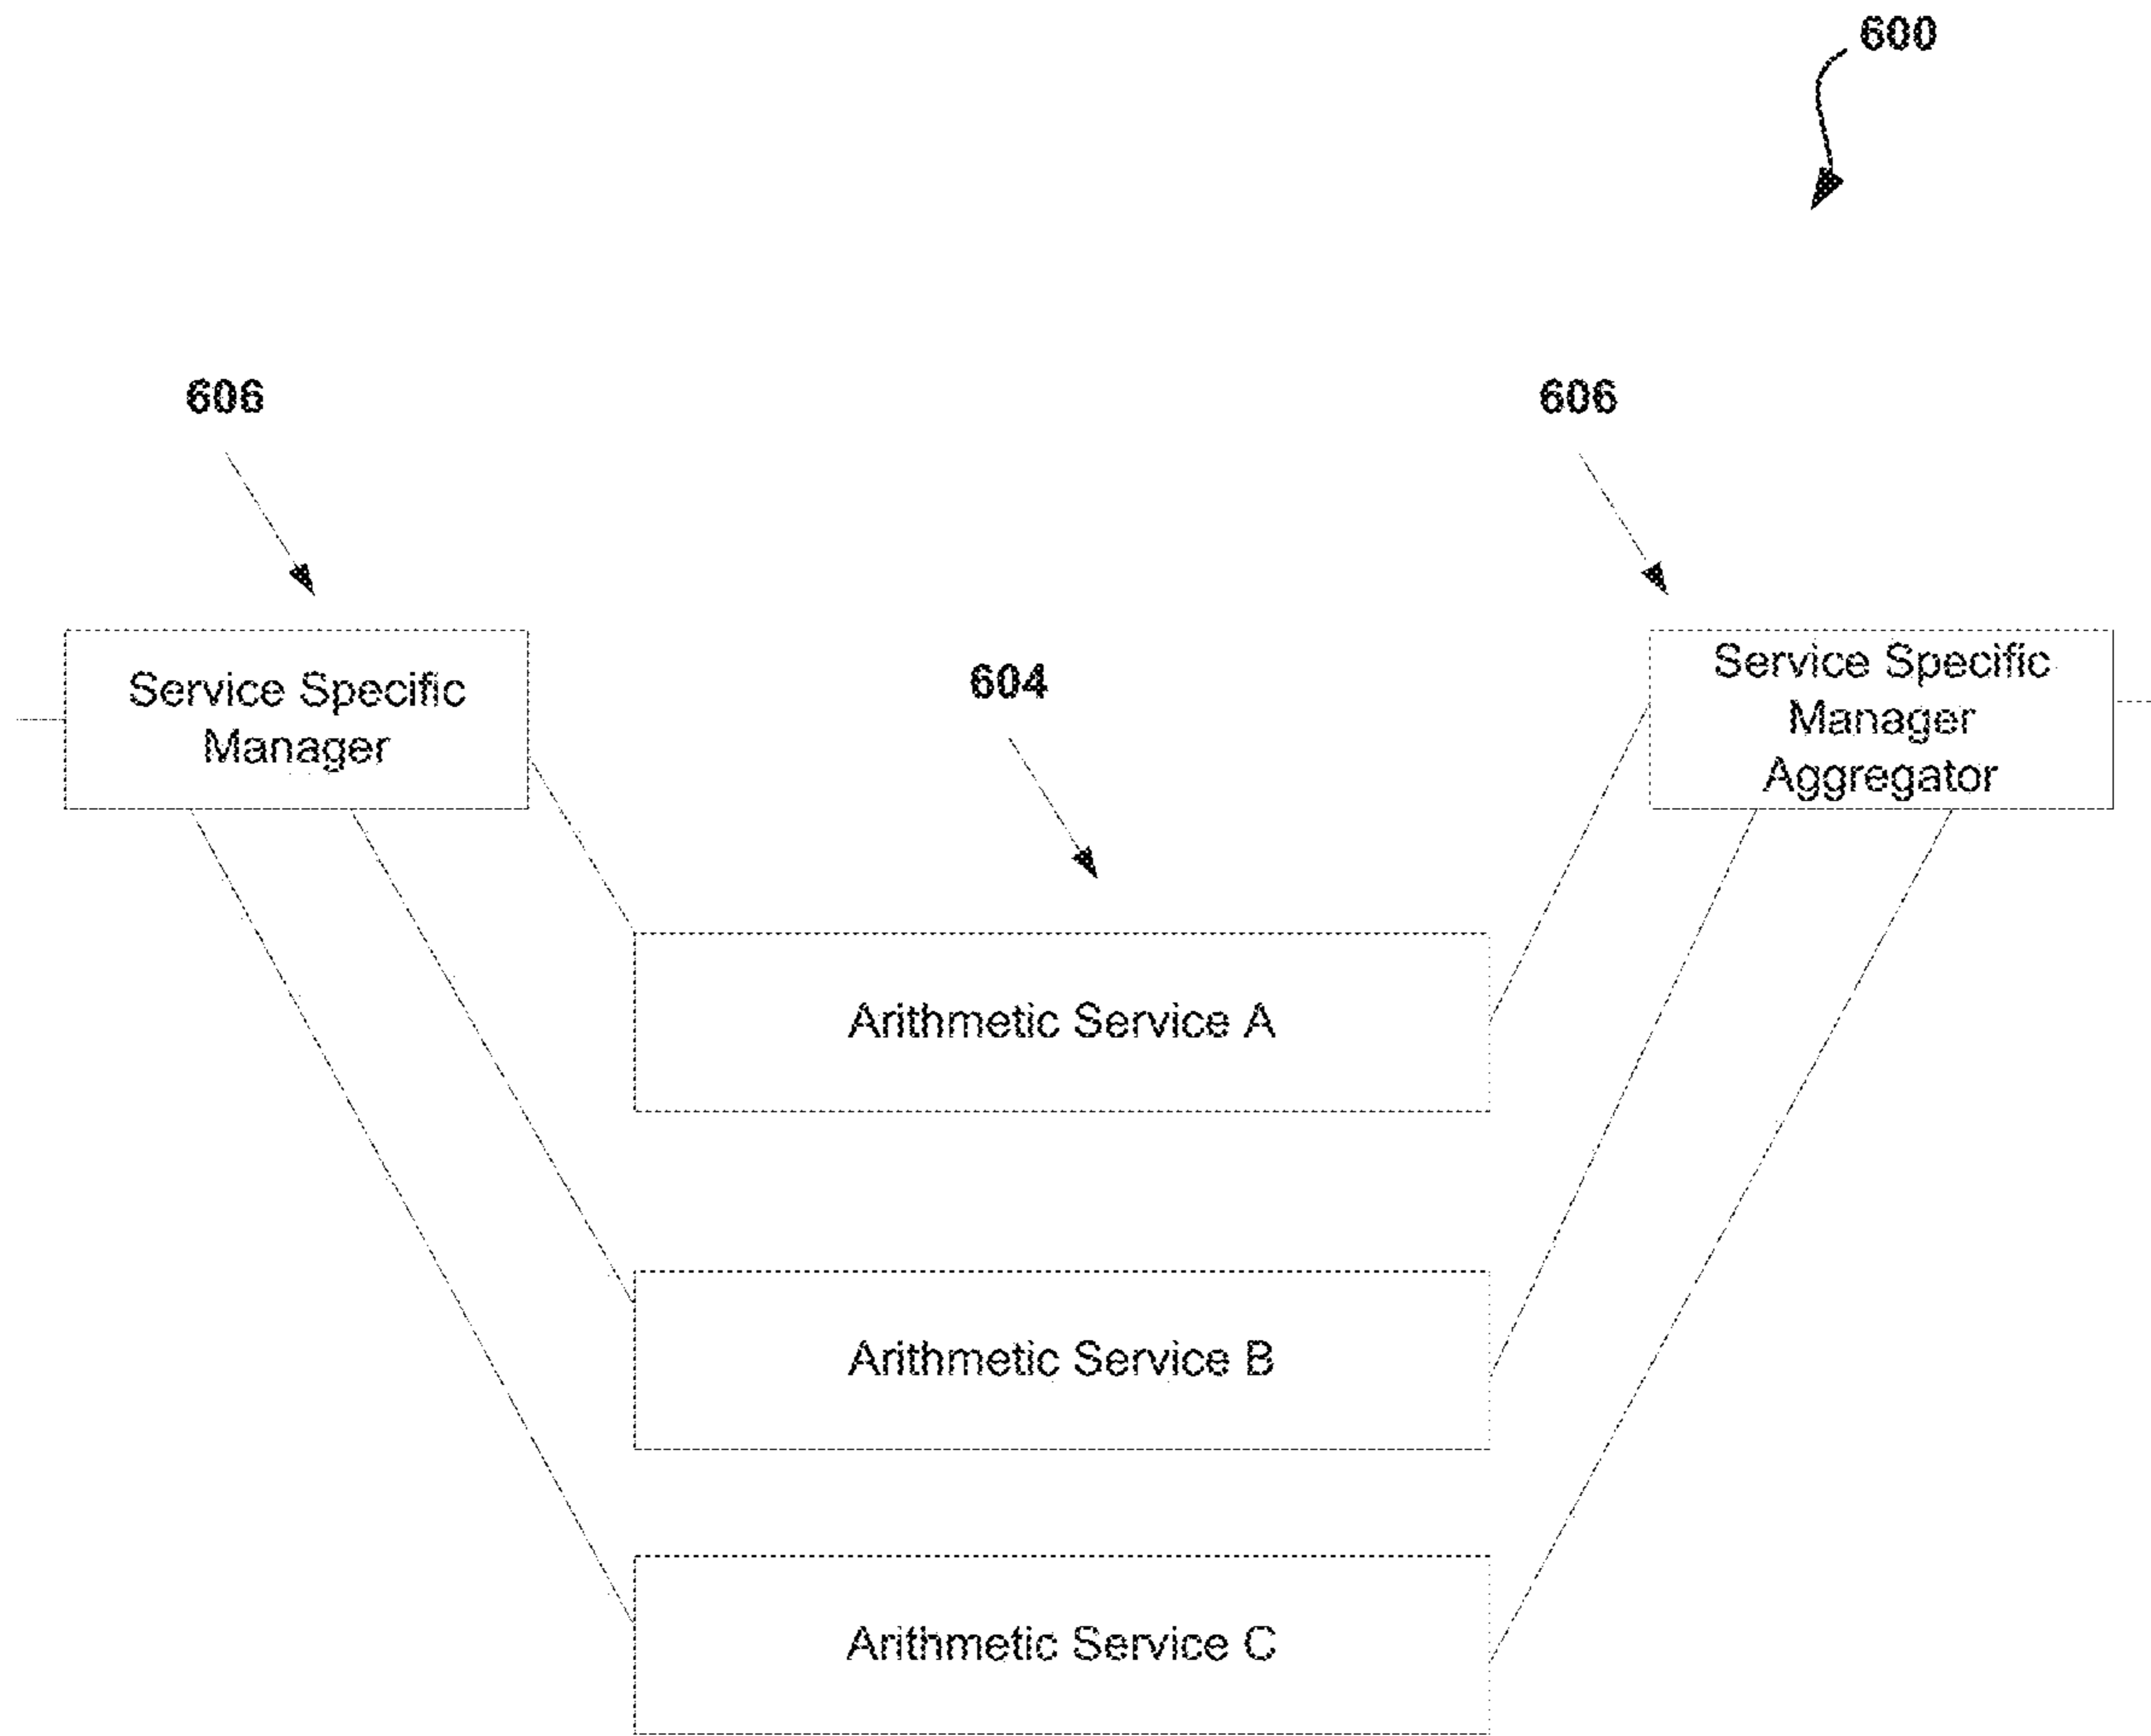 600
606
606
Service Specific
Manager
604
Service Specific
Manager
Aggregator
Arithmetic Service A
Arithmetic Service B
Arithmetic Service C